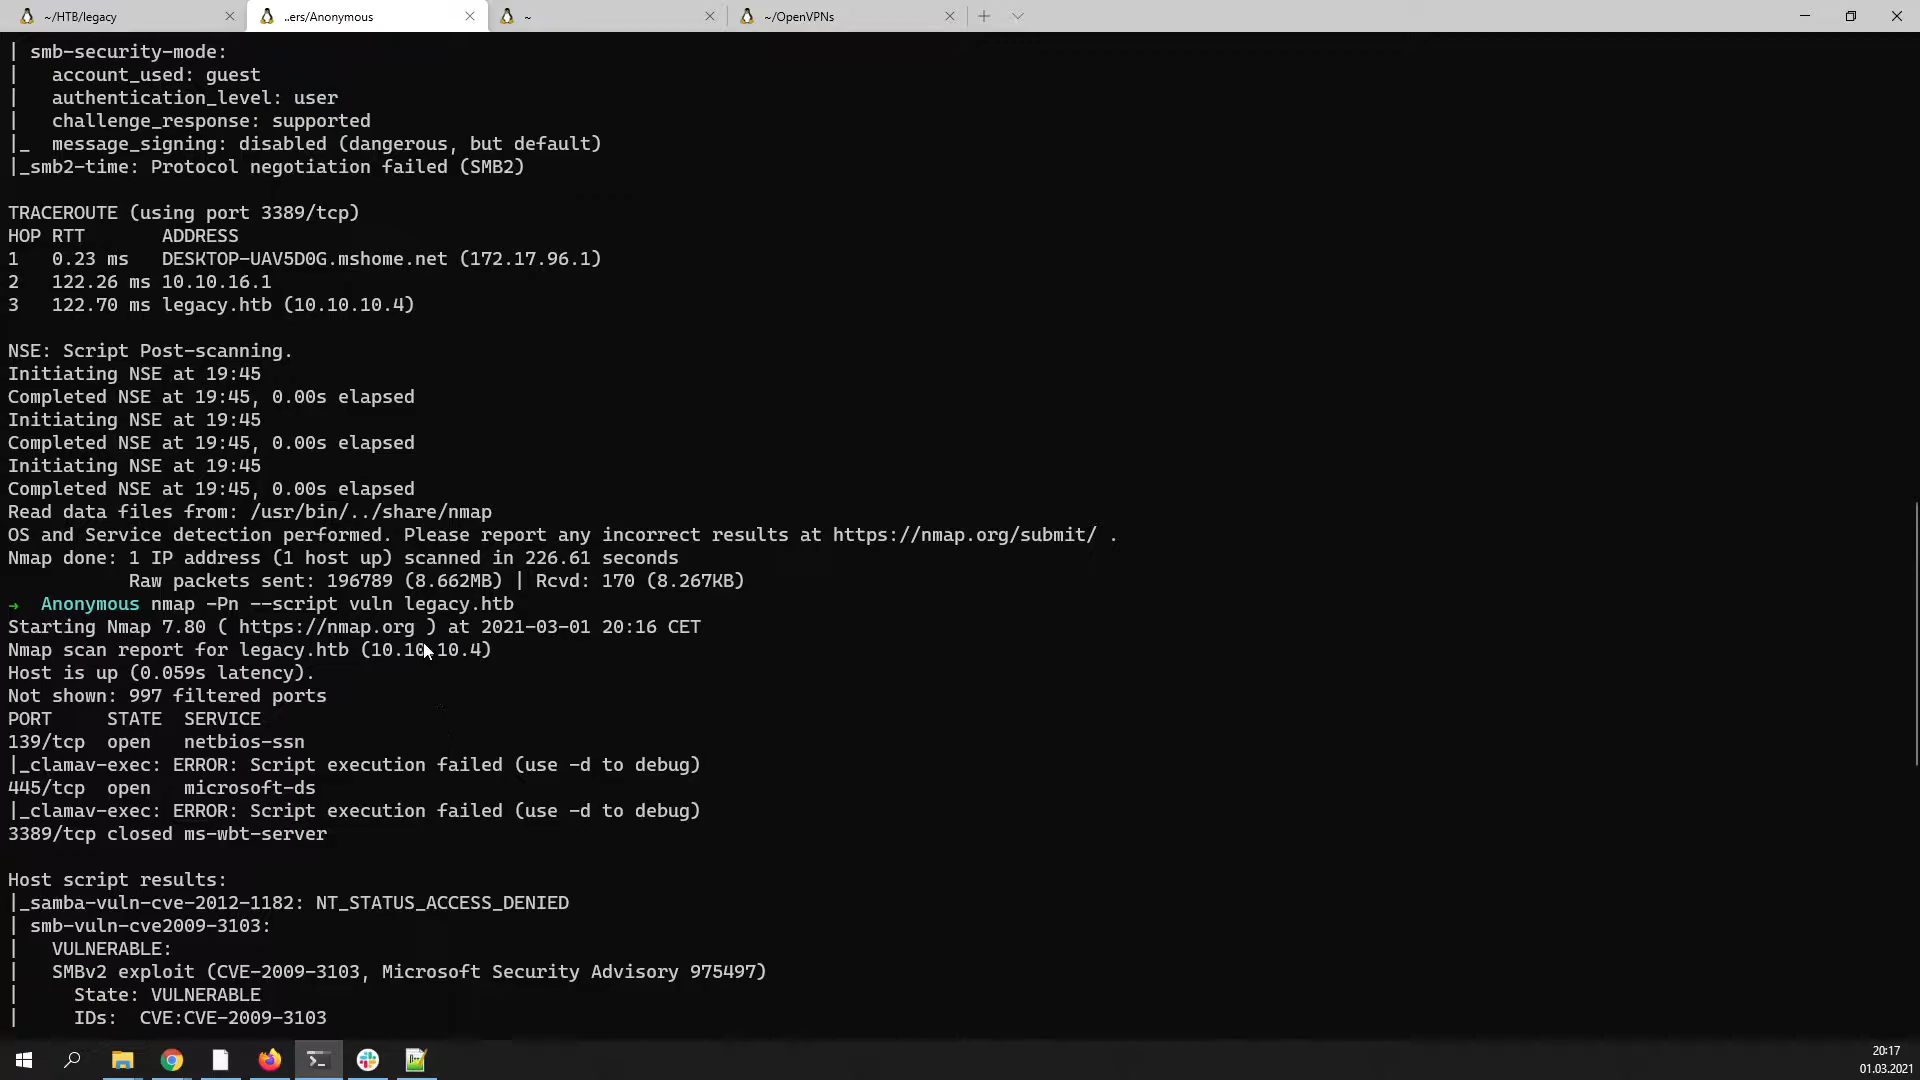 ~/HTB/legacy
..ers/Anonymous
~
~/OpenVPNs
| smb-security-mode:
|   account_used: guest
|   authentication_level: user
|   challenge_response: supported
|_  message_signing: disabled (dangerous, but default)
|_smb2-time: Protocol negotiation failed (SMB2)
TRACEROUTE (using port 3389/tcp)
HOP RTT       ADDRESS
1   0.23 ms   DESKTOP-UAV5D0G.mshome.net (172.17.96.1)
2   122.26 ms 10.10.16.1
3   122.70 ms legacy.htb (10.10.10.4)
NSE: Script Post-scanning.
Initiating NSE at 19:45
Completed NSE at 19:45, 0.00s elapsed
Initiating NSE at 19:45
Completed NSE at 19:45, 0.00s elapsed
Initiating NSE at 19:45
Completed NSE at 19:45, 0.00s elapsed
Read data files from: /usr/bin/../share/nmap
OS and Service detection performed. Please report any incorrect results at https://nmap.org/submit/ .
Nmap done: 1 IP address (1 host up) scanned in 226.61 seconds
           Raw packets sent: 196789 (8.662MB) | Rcvd: 170 (8.267KB)
→  Anonymous nmap -Pn --script vuln legacy.htb
Starting Nmap 7.80 ( https://nmap.org ) at 2021-03-01 20:16 CET
Nmap scan report for legacy.htb (10.10.10.4)
Host is up (0.059s latency).
Not shown: 997 filtered ports
PORT     STATE  SERVICE
139/tcp  open   netbios-ssn
|_clamav-exec: ERROR: Script execution failed (use -d to debug)
445/tcp  open   microsoft-ds
|_clamav-exec: ERROR: Script execution failed (use -d to debug)
3389/tcp closed ms-wbt-server
Host script results:
|_samba-vuln-cve-2012-1182: NT_STATUS_ACCESS_DENIED
| smb-vuln-cve2009-3103:
|   VULNERABLE:
|   SMBv2 exploit (CVE-2009-3103, Microsoft Security Advisory 975497)
|     State: VULNERABLE
|     IDs:  CVE:CVE-2009-3103
20:17
01.03.2021